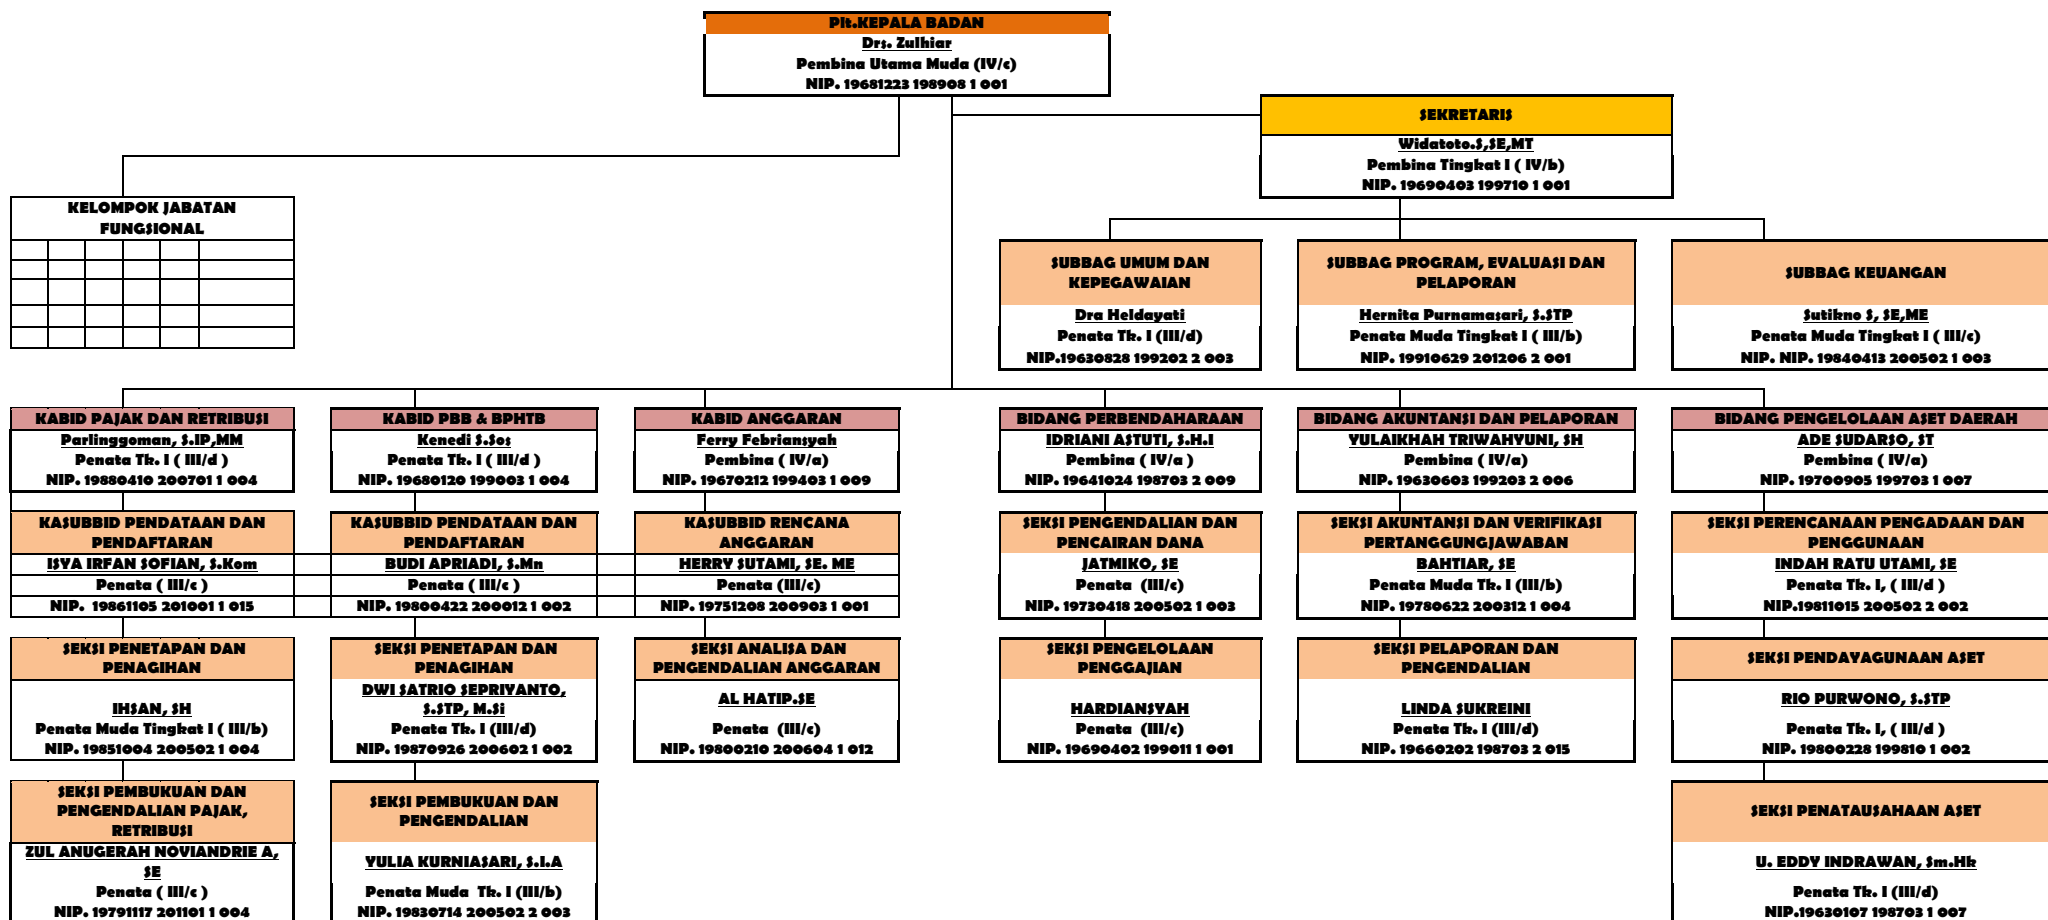 Plt.KEPALA BADAN
Drs. Zulhiar
Pembina Utama Muda (IV/c)
NIP. 19681223 198908 1 001
SEKRETARIS
Widatoto.S,SE,MT
Pembina Tingkat I ( IV/b)
NIP. 19690403 199710 1 001
KELOMPOK JABATAN
FUNGSIONAL
SUBBAG UMUM DAN
KEPEGAWAIAN
Dra Heldayati
Penata Tk. I (III/d)
NIP.19630828 199202 2 003
SUBBAG PROGRAM, EVALUASI DAN
PELAPORAN
Hernita Purnamasari, S.STP
Penata Muda Tingkat I ( III/b)
NIP. 19910629 201206 2 001
SUBBAG KEUANGAN
Sutikno S, SE,ME
Penata Muda Tingkat I ( III/c)
NIP. NIP. 19840413 200502 1 003
KABID PAJAK DAN RETRIBUSI
Parlinggoman, S.IP,MM
Penata Tk. I ( III/d )
NIP. 19880410 200701 1 004
KABID PBB & BPHTB
Kenedi S.Sos
Penata Tk. I ( III/d )
NIP. 19680120 199003 1 004
KABID ANGGARAN
Ferry Febriansyah
Pembina ( IV/a)
NIP. 19670212 199403 1 009
BIDANG PERBENDAHARAAN
IDRIANI ASTUTI, S.H.I
Pembina ( IV/a )
NIP. 19641024 198703 2 009
BIDANG AKUNTANSI DAN PELAPORAN
YULAIKHAH TRIWAHYUNI, SH
Pembina ( IV/a)
NIP. 19630603 199203 2 006
BIDANG PENGELOLAAN ASET DAERAH
ADE SUDARSO, ST
Pembina ( IV/a)
NIP. 19700905 199703 1 007
KASUBBID PENDATAAN DAN
PENDAFTARAN
ISYA IRFAN SOFIAN, S.Kom
Penata ( III/c )
NIP. 19861105 201001 1 015
KASUBBID PENDATAAN DAN
PENDAFTARAN
BUDI APRIADI, S.Mn
Penata ( III/c )
NIP. 19800422 200012 1 002
KASUBBID RENCANA
ANGGARAN
HERRY SUTAMI, SE. ME
Penata (III/c)
NIP. 19751208 200903 1 001
SEKSI PENGENDALIAN DAN
PENCAIRAN DANA
JATMIKO, SE
Penata (III/c)
NIP. 19730418 200502 1 003
SEKSI AKUNTANSI DAN VERIFIKASI
PERTANGGUNGJAWABAN
BAHTIAR, SE
Penata Muda Tk. I (III/b)
NIP. 19780622 200312 1 004
SEKSI PERENCANAAN PENGADAAN DAN
PENGGUNAAN
INDAH RATU UTAMI, SE
Penata Tk. I, ( III/d )
NIP.19811015 200502 2 002
SEKSI PENETAPAN DAN
PENAGIHAN
IHSAN, SH
Penata Muda Tingkat I ( III/b)
NIP. 19851004 200502 1 004
SEKSI PENETAPAN DAN
PENAGIHAN
DWI SATRIO SEPRIYANTO,
S.STP, M.Si
Penata Tk. I (III/d)
NIP. 19870926 200602 1 002
SEKSI ANALISA DAN
PENGENDALIAN ANGGARAN
AL HATIP.SE
Penata (III/c)
NIP. 19800210 200604 1 012
SEKSI PENGELOLAAN
PENGGAJIAN
HARDIANSYAH
Penata (III/c)
NIP. 19690402 199011 1 001
SEKSI PELAPORAN DAN
PENGENDALIAN
LINDA SUKREINI
Penata Tk. I (III/d)
NIP. 19660202 198703 2 015
SEKSI PENDAYAGUNAAN ASET
RIO PURWONO, S.STP
Penata Tk. I, ( III/d )
NIP. 19800228 199810 1 002
SEKSI PEMBUKUAN DAN
PENGENDALIAN PAJAK,
RETRIBUSI
ZUL ANUGERAH NOVIANDRIE A,
SE
Penata ( III/c )
NIP. 19791117 201101 1 004
SEKSI PEMBUKUAN DAN
PENGENDALIAN
YULIA KURNIASARI, S.I.A
Penata Muda Tk. I (III/b)
NIP. 19830714 200502 2 003
SEKSI PENATAUSAHAAN ASET
U. EDDY INDRAWAN, Sm.Hk
Penata Tk. I (III/d)
NIP.19630107 198703 1 007